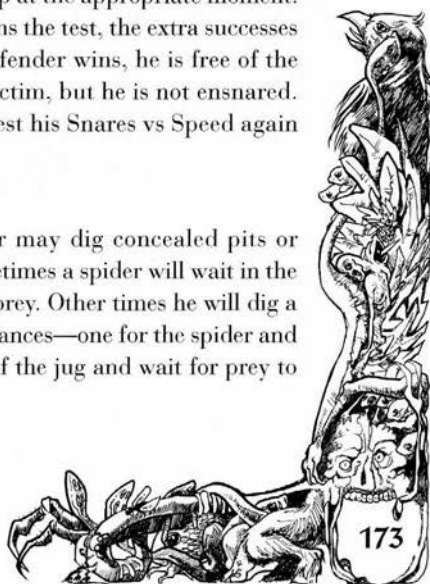 p at the appropriate moment.
ns the test, the extra successes
fender wins, he is free of the
ctim, but he is not ensnared.
est his Snares vs Speed again
r may dig concealed pits or
etimes a spider will wait in the
prey. Other times he will dig a
ances—one for the spider and
of the jug and wait for prey to
173